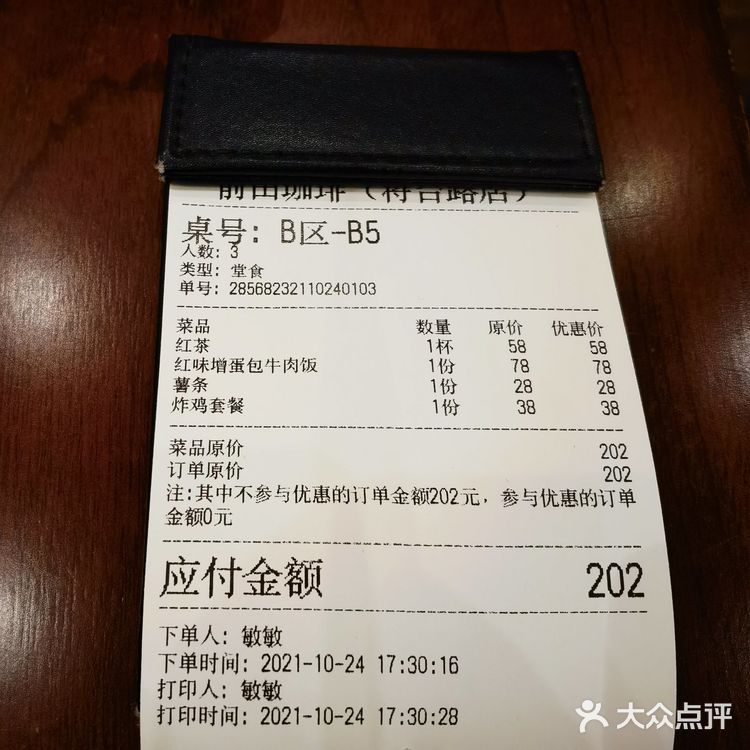 桌号: B区-B5
人数: 3
类型: 堂食
单号: 28568232110240103
菜品 数量 原价 优惠价
红茶 1杯 58 58
红味增蛋包牛肉饭 1份 78 78
薯条 1份 28 28
炸鸡套餐 1份 38 38
菜品原价 202
订单原价 202
注:其中不参与优惠的订单金额202元, 参与优惠的订单
金额0元
应付金额 202
下单人: 敏敏
下单时间: 2021-10-24 17:30:16
打印人: 敏敏
打印时间: 2021-10-24 17:30:28
大众点评